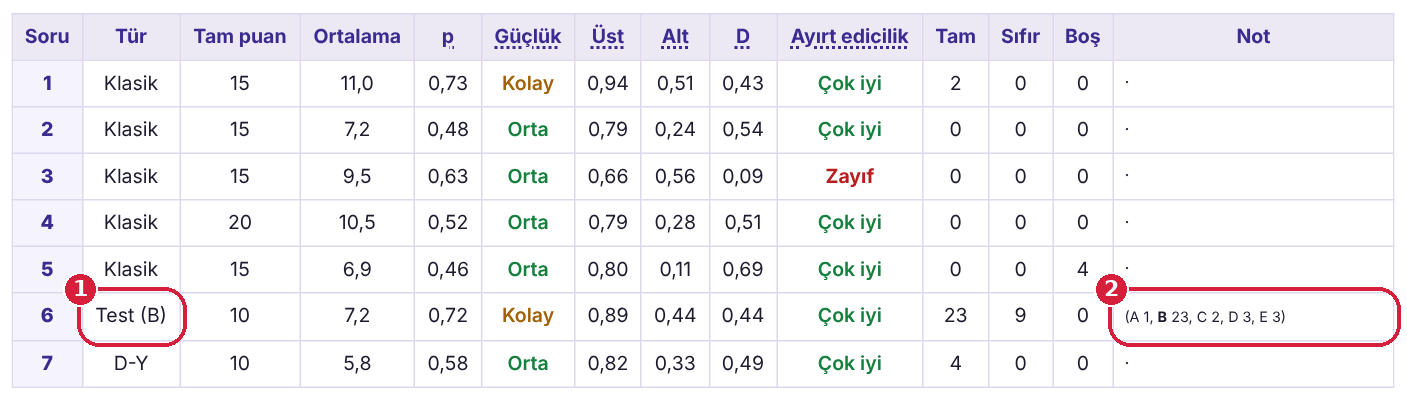 Soru Tür Tam puan Ortalama p Güçlük Üst Alt D Ayırt edicilik Tam Sıfır Boş Not
1 Klasik 15 11,0 0,73 Kolay 0,94 0,51 0,43 Çok iyi 2 0 0 ·
2 Klasik 15 7,2 0,48 Orta 0,79 0,24 0,54 Çok iyi 0 0 0 ·
3 Klasik 15 9,5 0,63 Orta 0,66 0,56 0,09 Zayıf 0 0 0 ·
4 Klasik 20 10,5 0,52 Orta 0,79 0,28 0,51 Çok iyi 0 0 0 ·
5 Klasik 15 6,9 0,46 Orta 0,80 0,11 0,69 Çok iyi 0 0 4 ·
1 2
6 Test (B) 10 7,2 0,72 Kolay 0,89 0,44 0,44 Çok iyi 23 9 0 (A 1, B 23, C 2, D 3, E 3)
7 D-Y 10 5,8 0,58 Orta 0,82 0,33 0,49 Çok iyi 4 0 0 ·